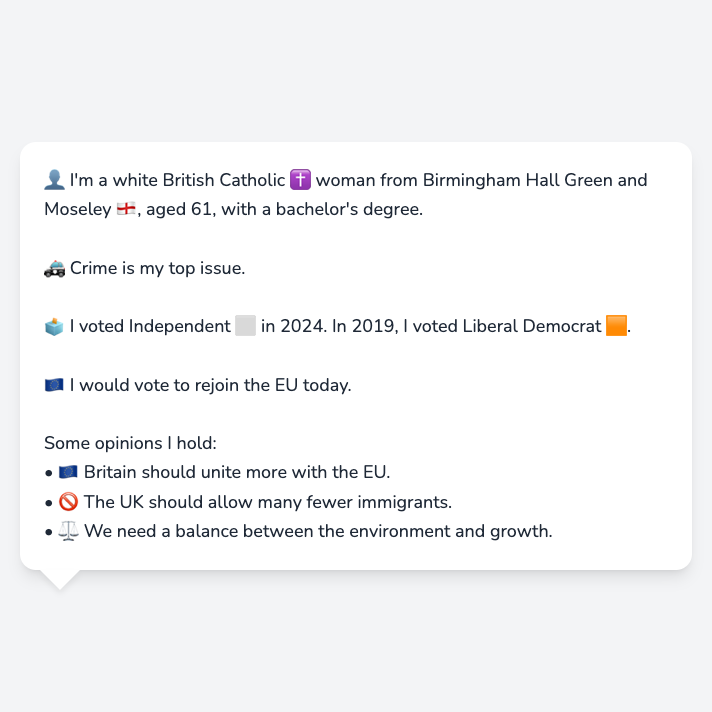 👤 I'm a white British Catholic ✝️ woman from Birmingham Hall Green and
Moseley 🏴󠁧󠁢󠁥󠁮󠁧󠁿, aged 61, with a bachelor's degree.
🚓 Crime is my top issue.
🗳️ I voted Independent ⬜ in 2024. In 2019, I voted Liberal Democrat 🟧.
🇪🇺 I would vote to rejoin the EU today.
Some opinions I hold:
• 🇪🇺 Britain should unite more with the EU.
• 🚫 The UK should allow many fewer immigrants.
• ⚖️ We need a balance between the environment and growth.